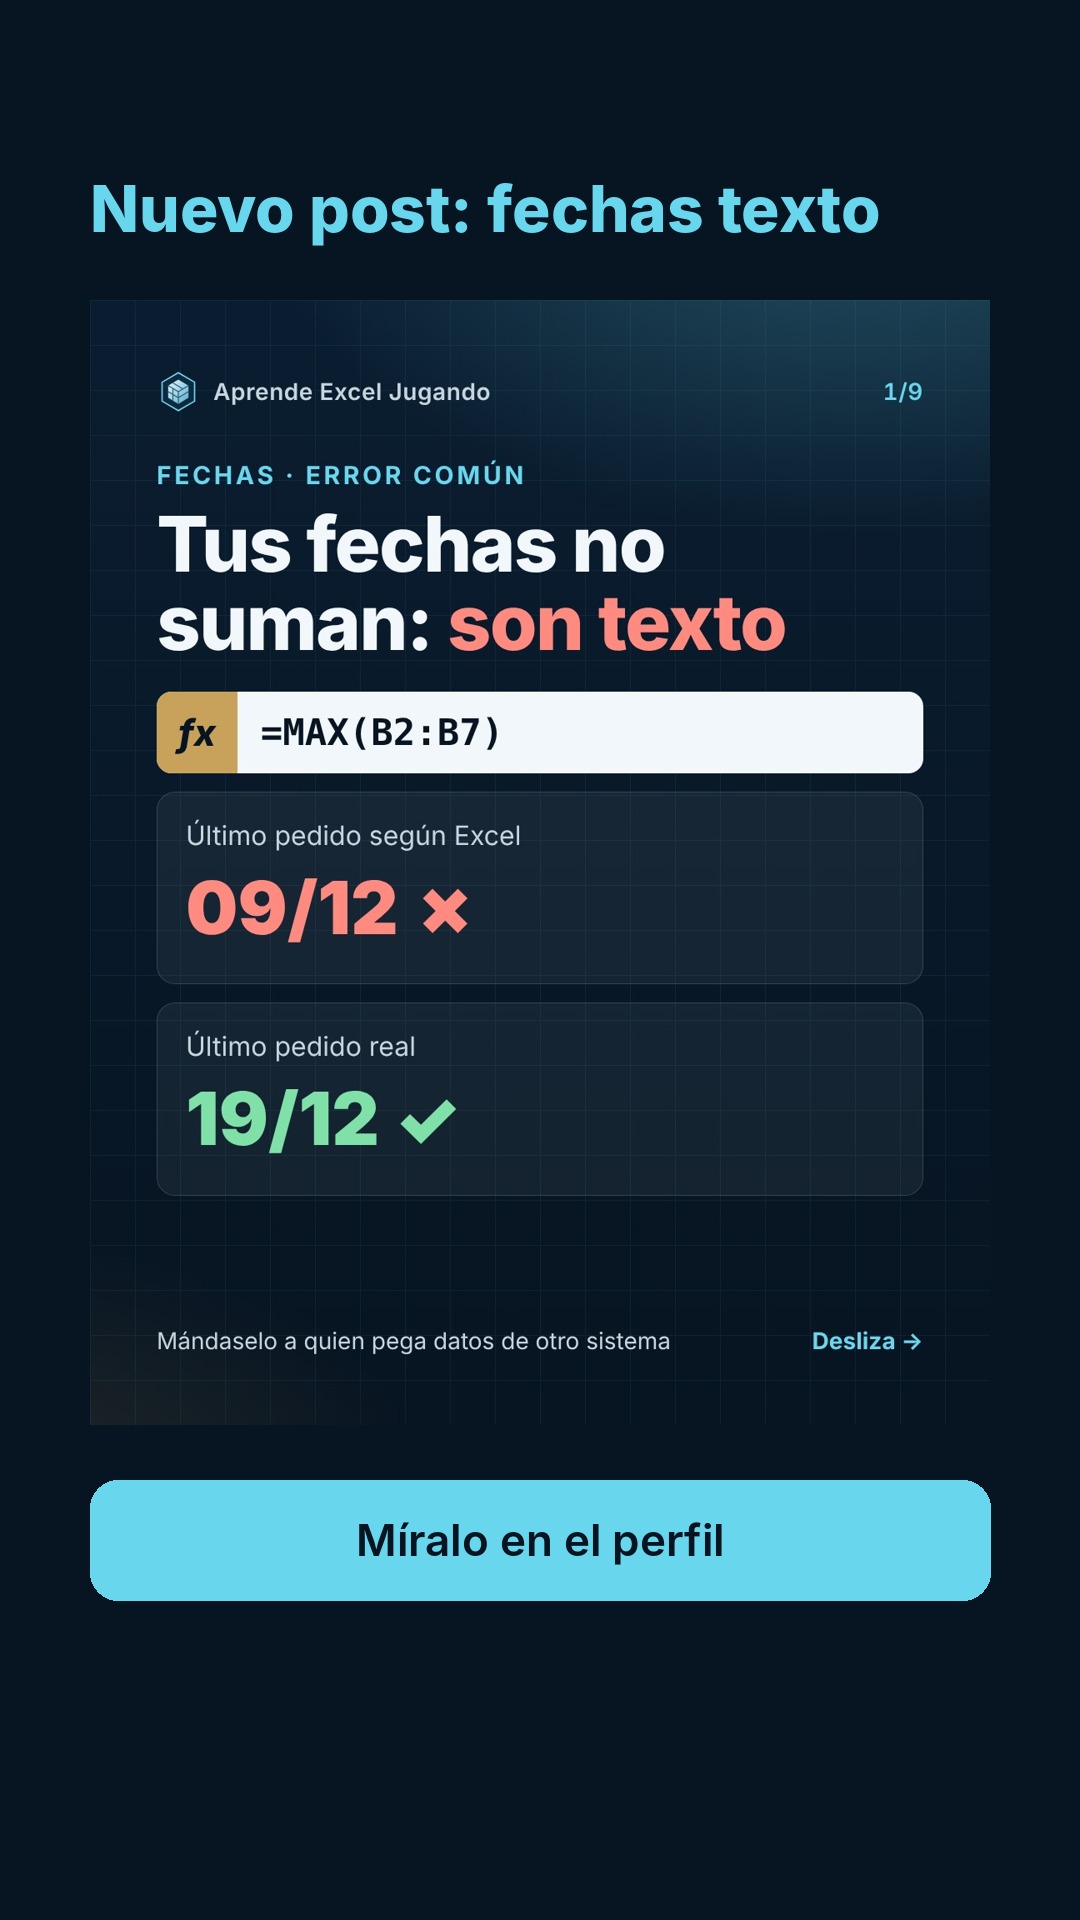 Nuevo post: fechas texto
Aprende Excel Jugando
1/9
FECHAS · ERROR COMÚN
Tus fechas no
suman: son texto
fx =MAX(B2:B7)
Último pedido según Excel
09/12 ✖
Último pedido real
19/12 ✔
Mándaselo a quien pega datos de otro sistema
Desliza →
Míralo en el perfil